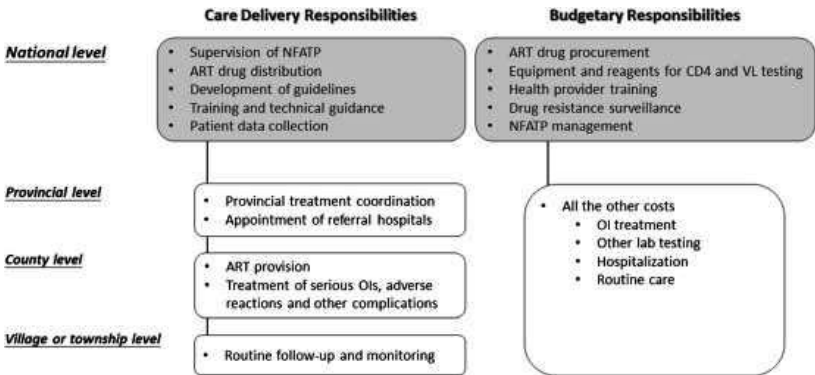 Care Delivery Responsibilities
Budgetary Responsibilities
National level
• Supervision of NFATP
• ART drug distribution
• Development of guidelines
• Training and technical guidance
• Patient data collection
• ART drug procurement
• Equipment and reagents for CD4 and VL testing
• Health provider training
• Drug resistance surveillance
• NFATP management
Provincial level
• Provincial treatment coordination
• Appointment of referral hospitals
• All the other costs
• OI treatment
• Other lab testing
• Hospitalization
• Routine care
County level
• ART provision
• Treatment of serious OIs, adverse
reactions and other complications
Village or township level
• Routine follow-up and monitoring